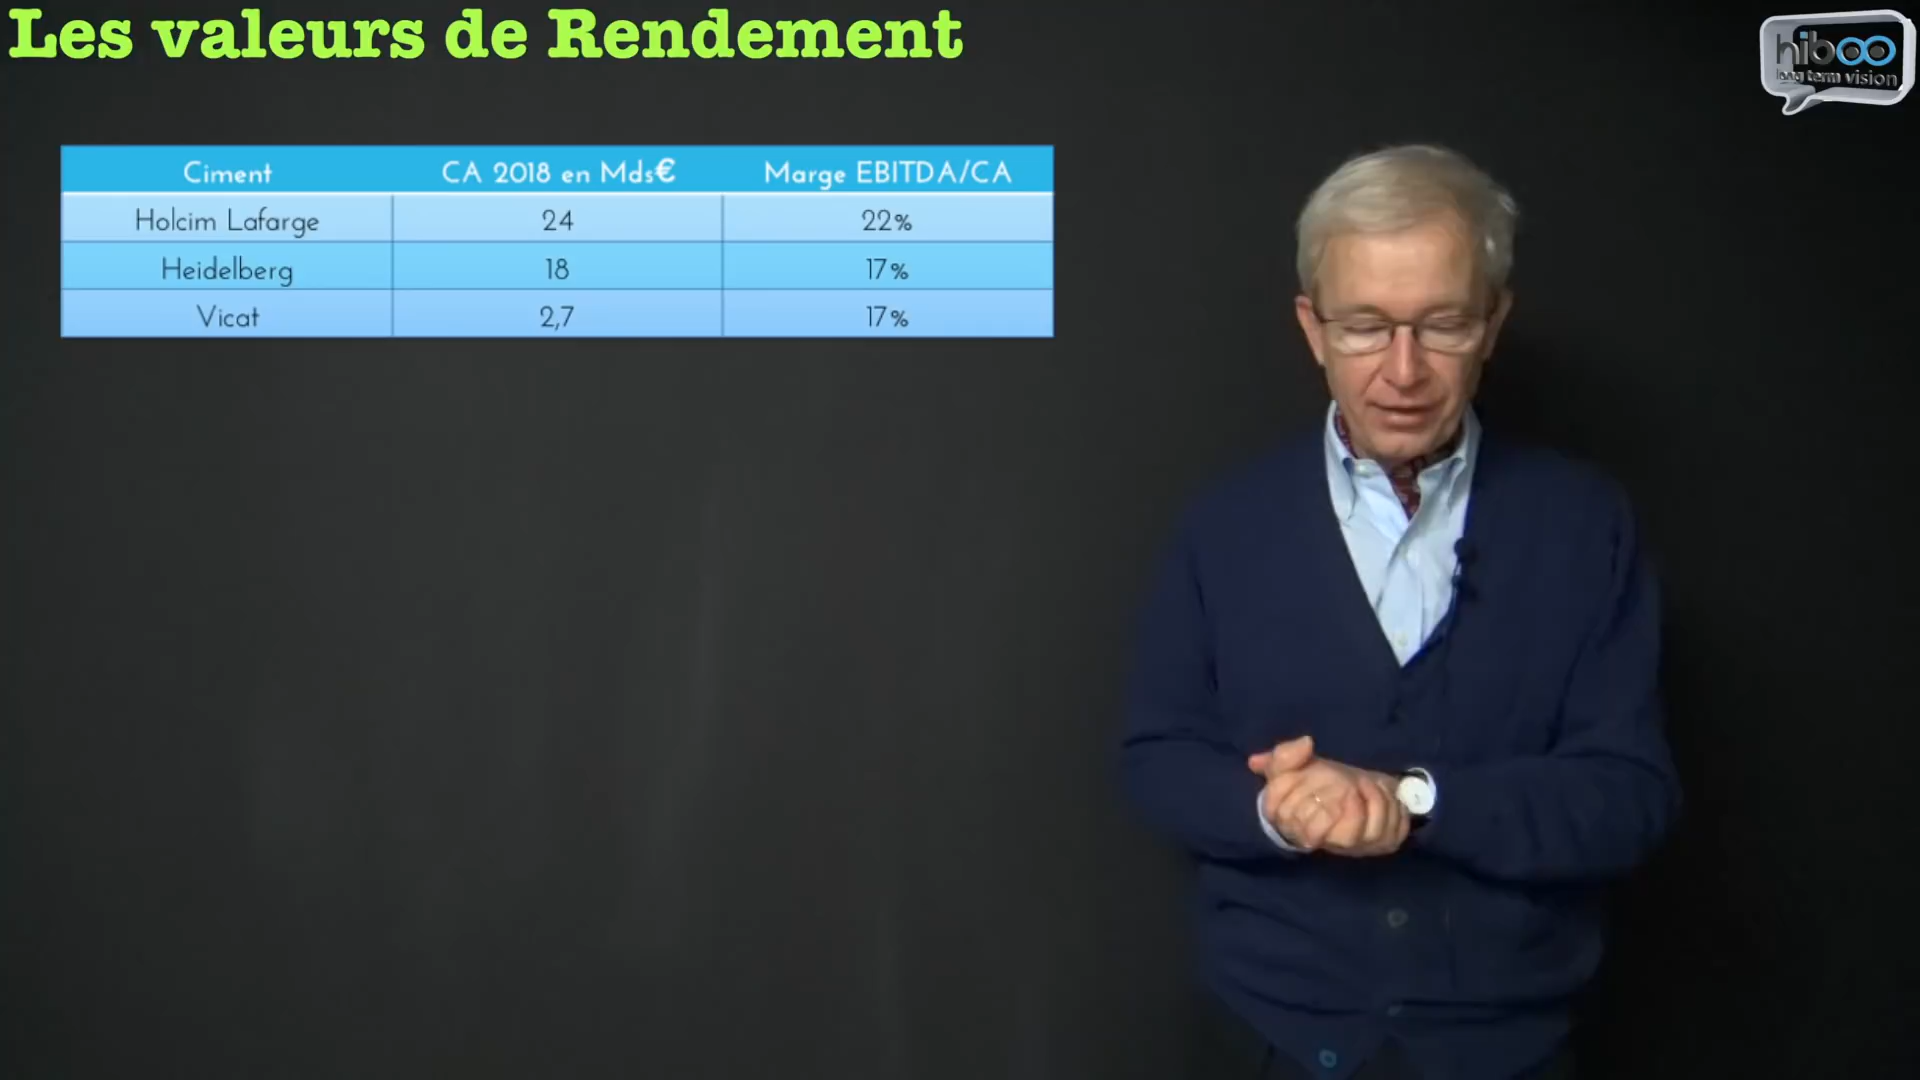 Les valeurs de Rendement
hiboo
long term vision
Ciment CA 2018 en Mds€ Marge EBITDA/CA
Holcim Lafarge 24 22%
Heidelberg 18 17%
Vicat 2,7 17%